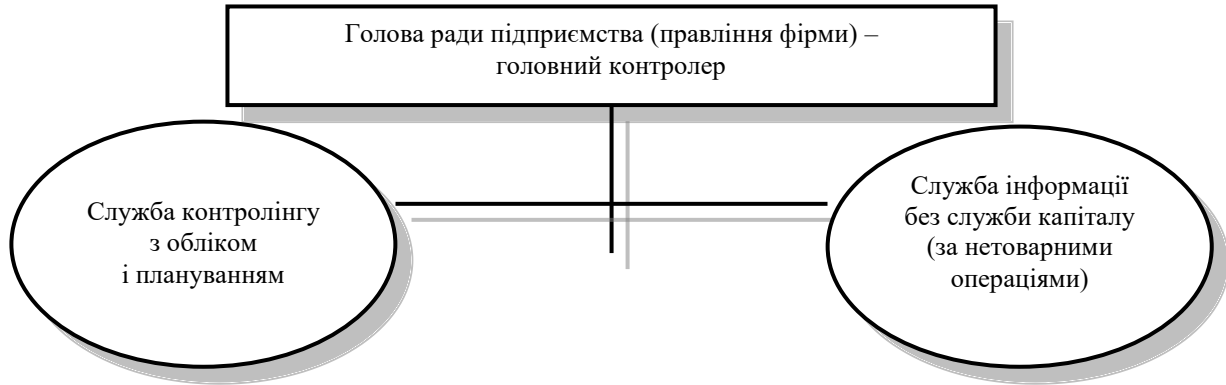 Голова ради підприємства (правління фірми) –
головний контролер
Служба контролінгу
з обліком
і плануванням
Служба інформації
без служби капіталу
(за нетоварними
операціями)